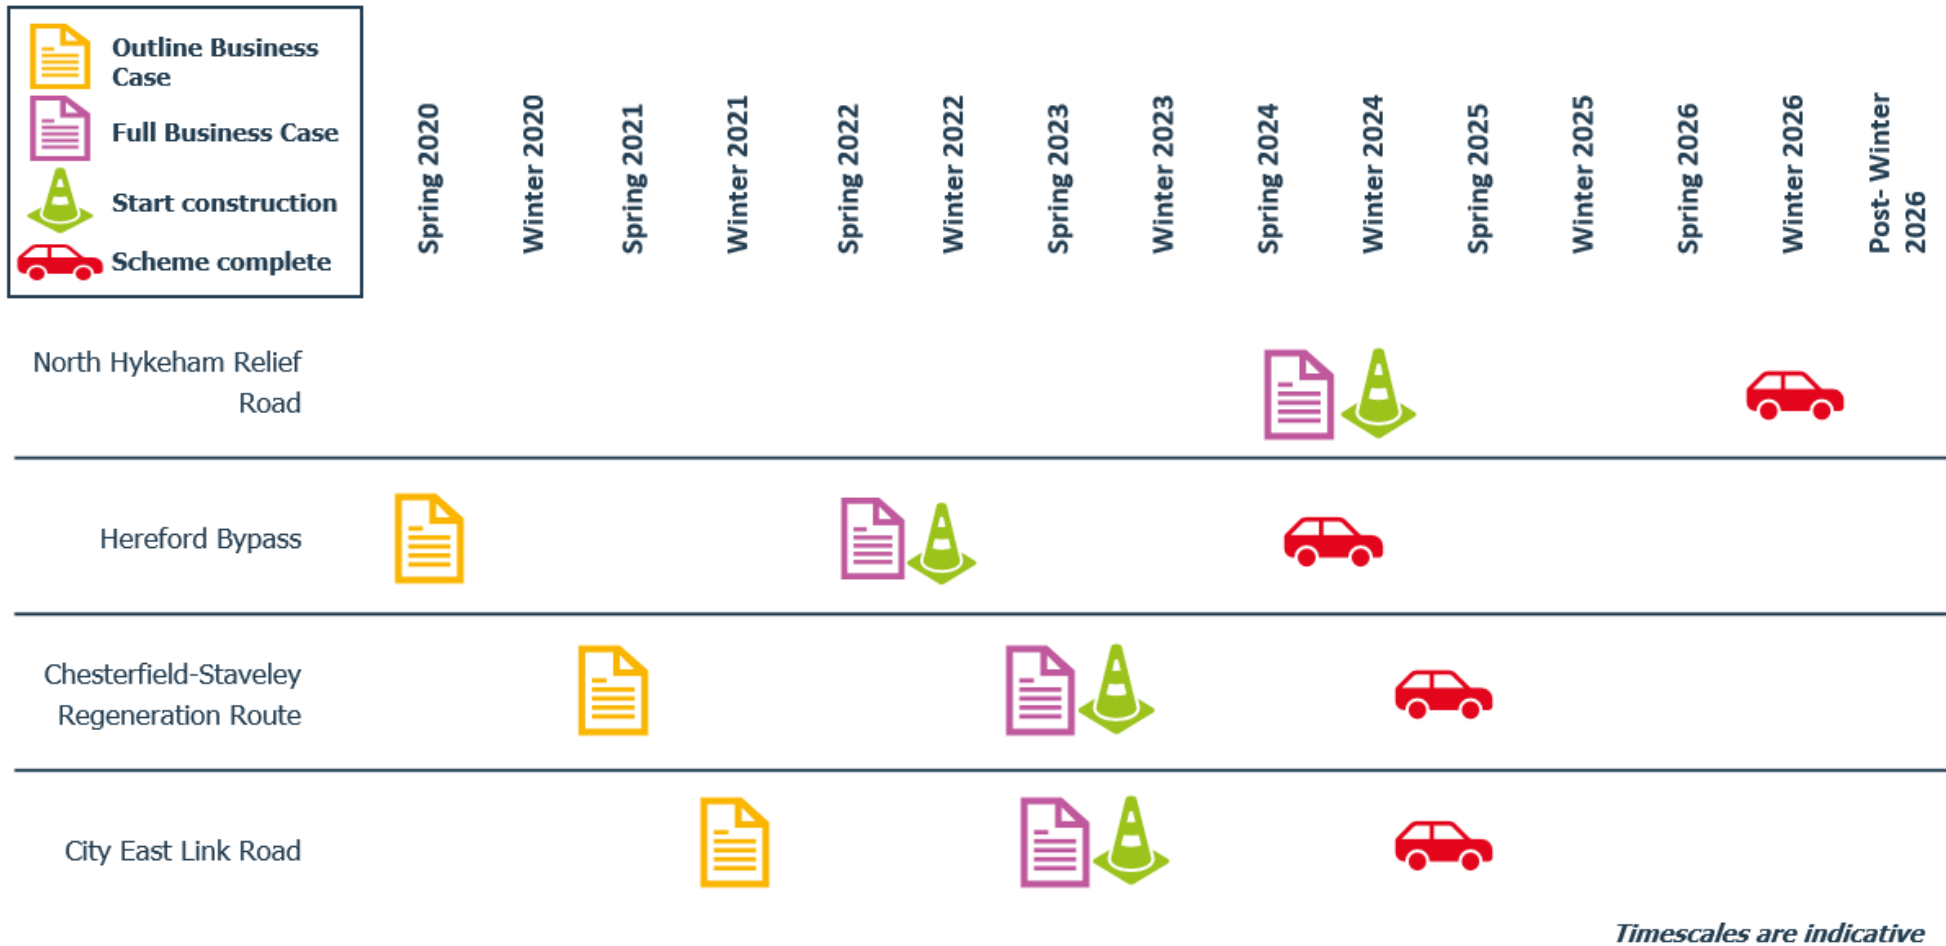 Outline Business
Case
Full Business Case
Start construction
Scheme complete
Spring 2020
Winter 2020
Spring 2021
Winter 2021
Spring 2022
Winter 2022
Spring 2023
Winter 2023
Spring 2024
Winter 2024
Spring 2025
Winter 2025
Spring 2026
Winter 2026
Post- Winter
2026
North Hykeham Relief
Road
Hereford Bypass
Chesterfield-Staveley
Regeneration Route
City East Link Road
Timescales are indicative